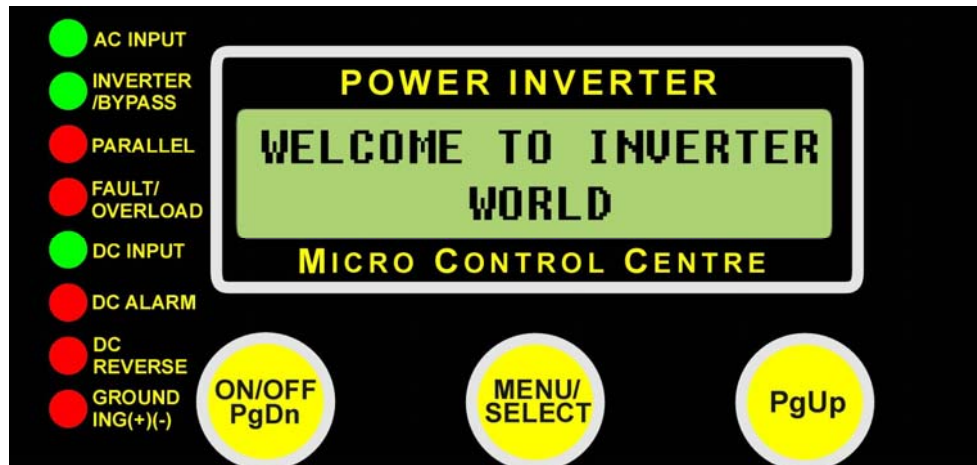 AC INPUT
INVERTER
/BYPASS
PARALLEL
FAULT/
OVERLOAD
DC INPUT
DC ALARM
DC
REVERSE
GROUND
ING(+)(-)
POWER INVERTER
WELCOME TO INVERTER
WORLD
MICRO CONTROL CENTRE
ON/OFF
PgDn
MENU/
SELECT
PgUp